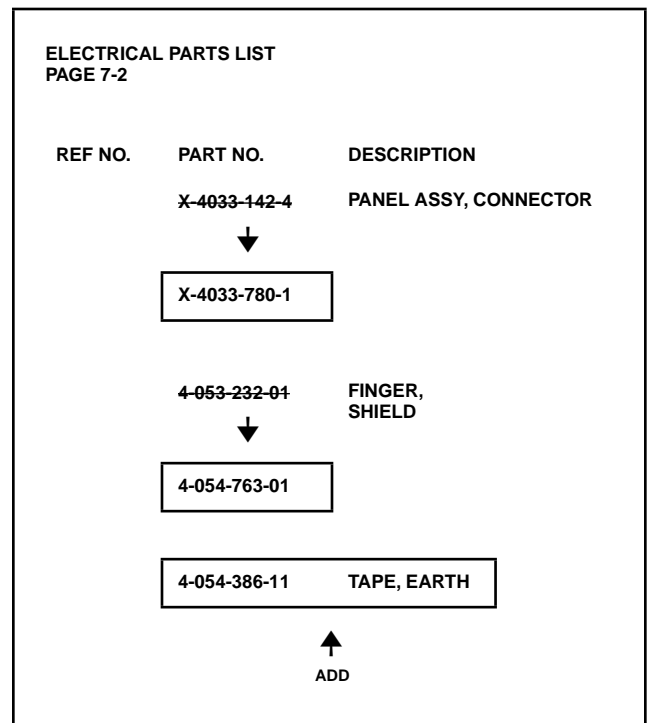 ELECTRICAL PARTS LIST
PAGE 7-2
REF NO. PART NO. DESCRIPTION
X-4033-142-4 PANEL ASSY, CONNECTOR
X-4033-780-1
4-053-232-01 FINGER,
SHIELD
4-054-763-01
4-054-386-11 TAPE, EARTH
ADD